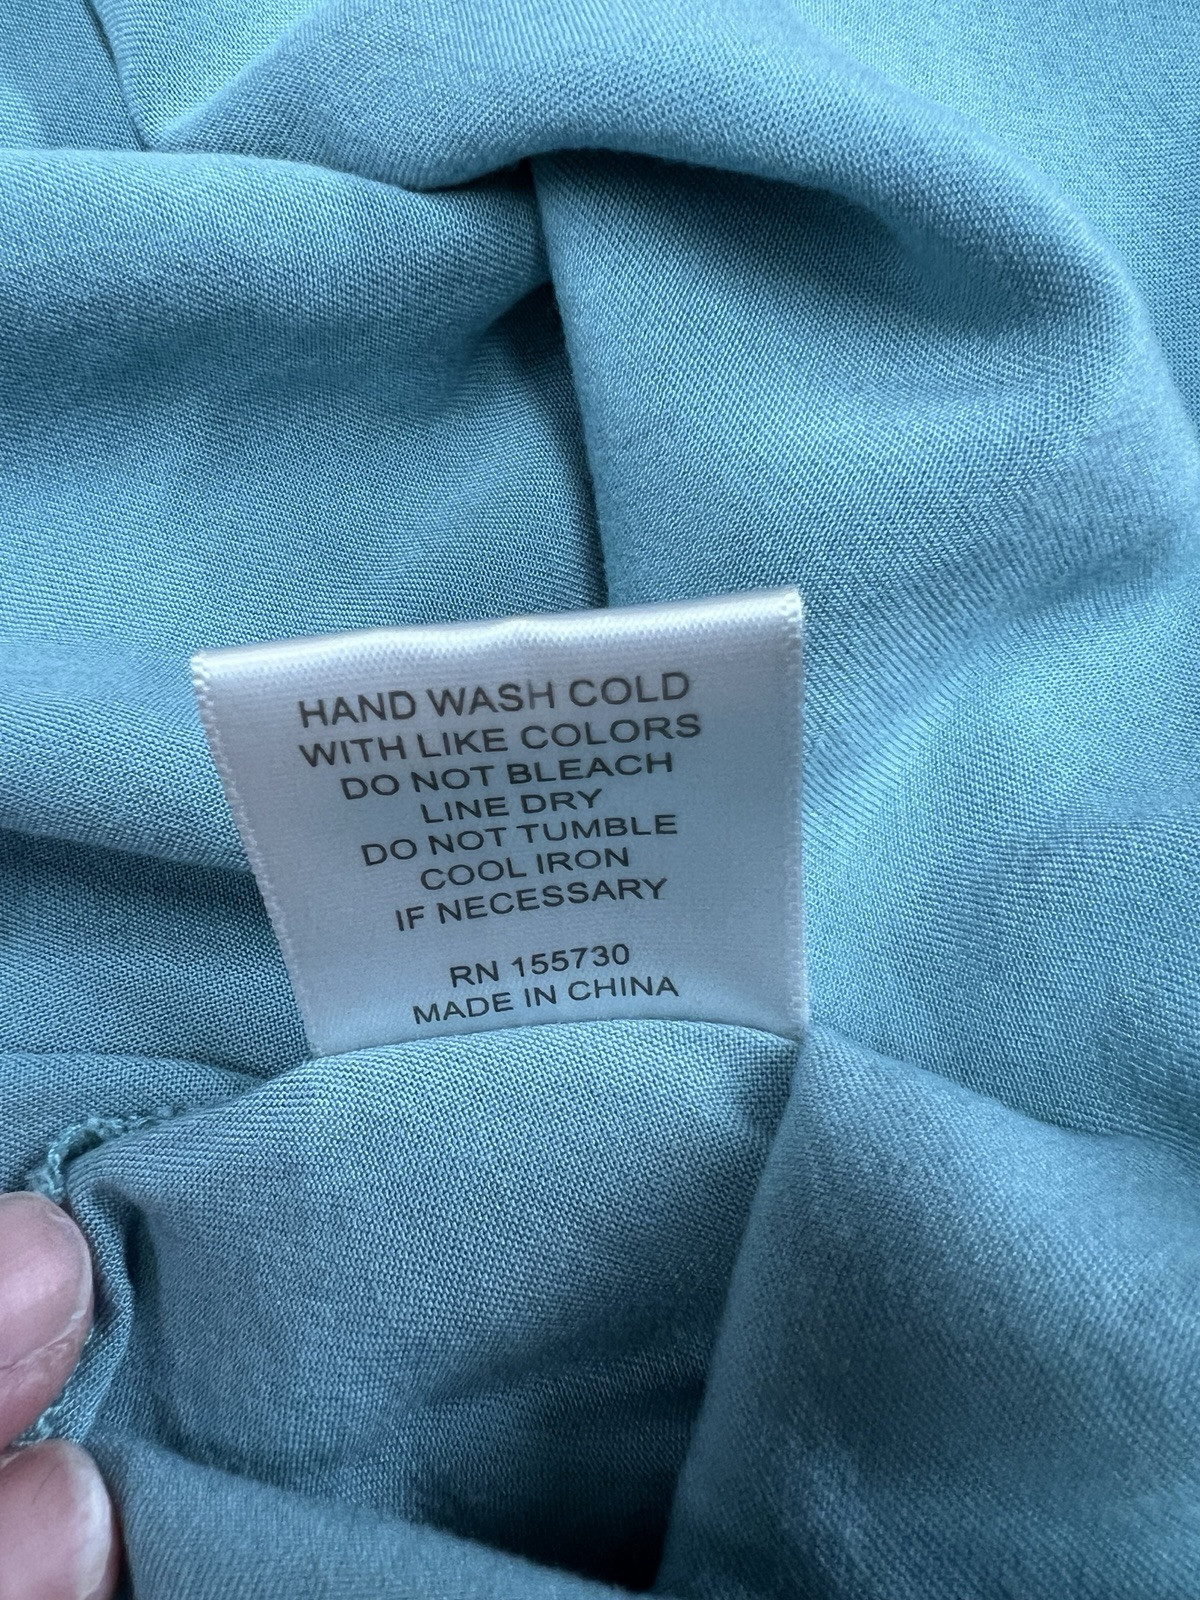 HAND WASH COLD
WITH LIKE COLORS
DO NOT BLEACH
LINE DRY
DO NOT TUMBLE
COOL IRON
IF NECESSARY
RN 155730
MADE IN CHINA